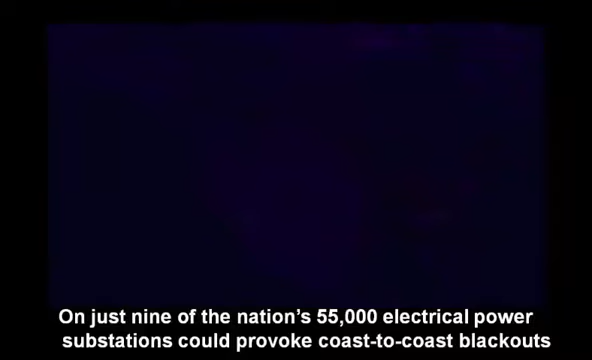 On just nine of the nation’s 55,000 electrical power
substations could provoke coast-to-coast blackouts